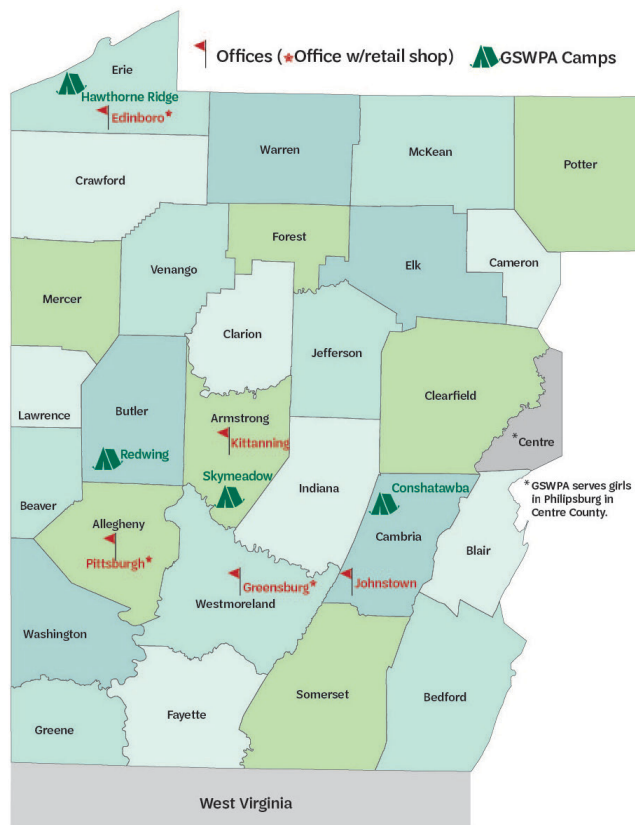 Offices (*Office w/retail shop)
GSWPA Camps
Erie
Hawthorne Ridge
Edinboro*
Warren
McKean
Potter
Crawford
Forest
Elk
Cameron
Venango
Mercer
Clarion
Jefferson
Clearfield
Lawrence
Butler
Armstrong
Kittanning
*Centre
Redwing
Skymeadow
Indiana
Conshatawba
*GSWPA serves girls
in Philipsburg in
Centre County.
Beaver
Allegheny
Cambria
Blair
Pittsburgh*
Greensburg*
Johnstown
Westmoreland
Washington
Somerset
Bedford
Fayette
Greene
West Virginia